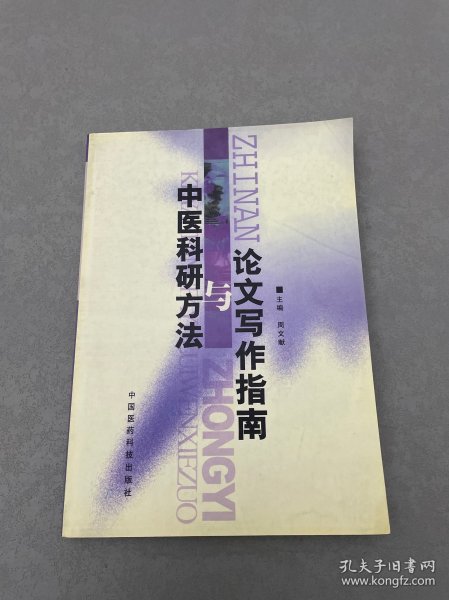 中医科研方法
与
论文写作指南
主编 周文献
中国医药科技出版社
ZHINAN
ZHONGYI
XIEZUO
孔夫子旧书网
www.kongfz.com